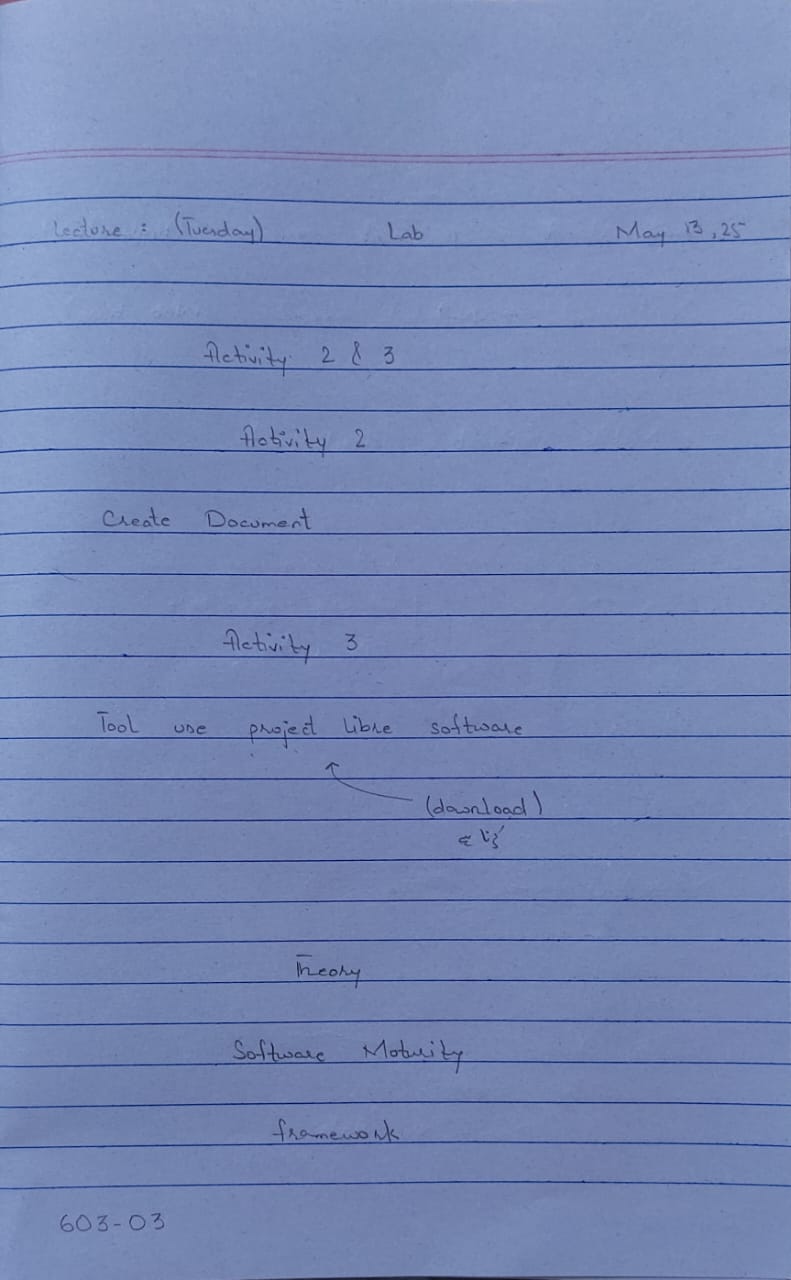 Lecture : (Tuesday) Lab May 13, 25
Activity 2 & 3
Activity 2
Create Document
Activity 3
Tool use project Libre software
(download)
Theory
Software Maturity
framework
603-03